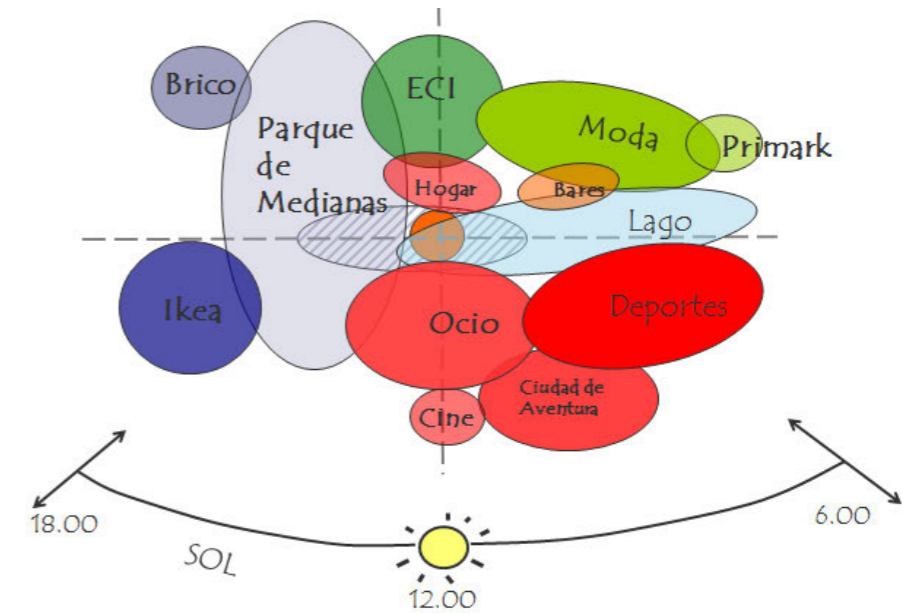 Brico
ECI
Parque
de
Medianas
Moda
Primark
Hogar
Bares
Lago
Ikea
Ocio
Deportes
Ciudad de
Aventura
Cine
18.00
SOL
12.00
6.00